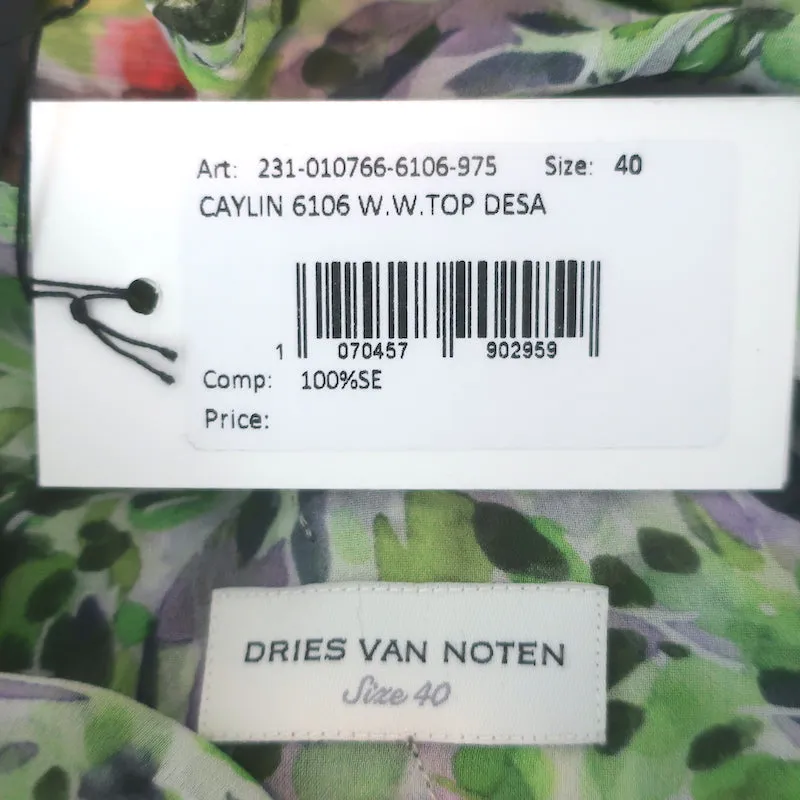 Art: 231-010766-6106-975 Size: 40
CAYLIN 6106 W.W.TOP DESA
1 070457 902959
Comp: 100%SE
Price:
DRIES VAN NOTEN
Size 40